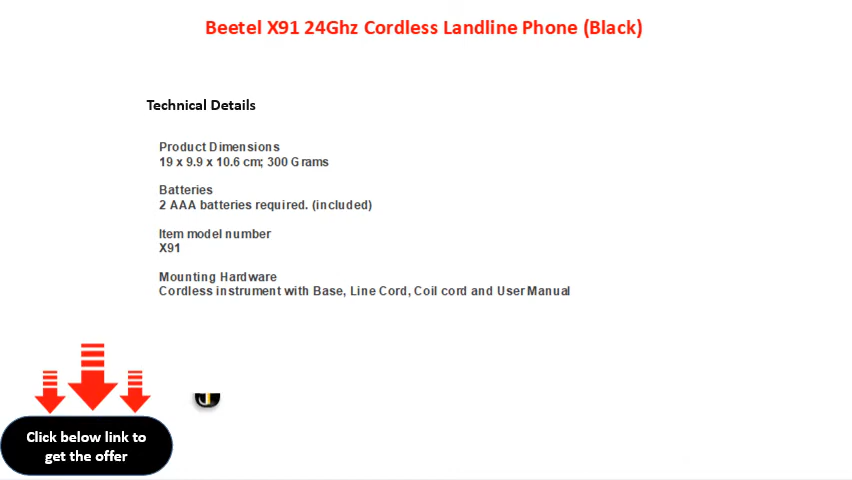 Beetel X91 24Ghz Cordless Landline Phone (Black)
Technical Details
Product Dimensions
19 x 9.9 x 10.6 cm; 300 Grams
Batteries
2 AAA batteries required. (included)
Item model number
X91
Mounting Hardware
Cordless instrument with Base, Line Cord, Coil cord and User Manual
Click below link to
get the offer